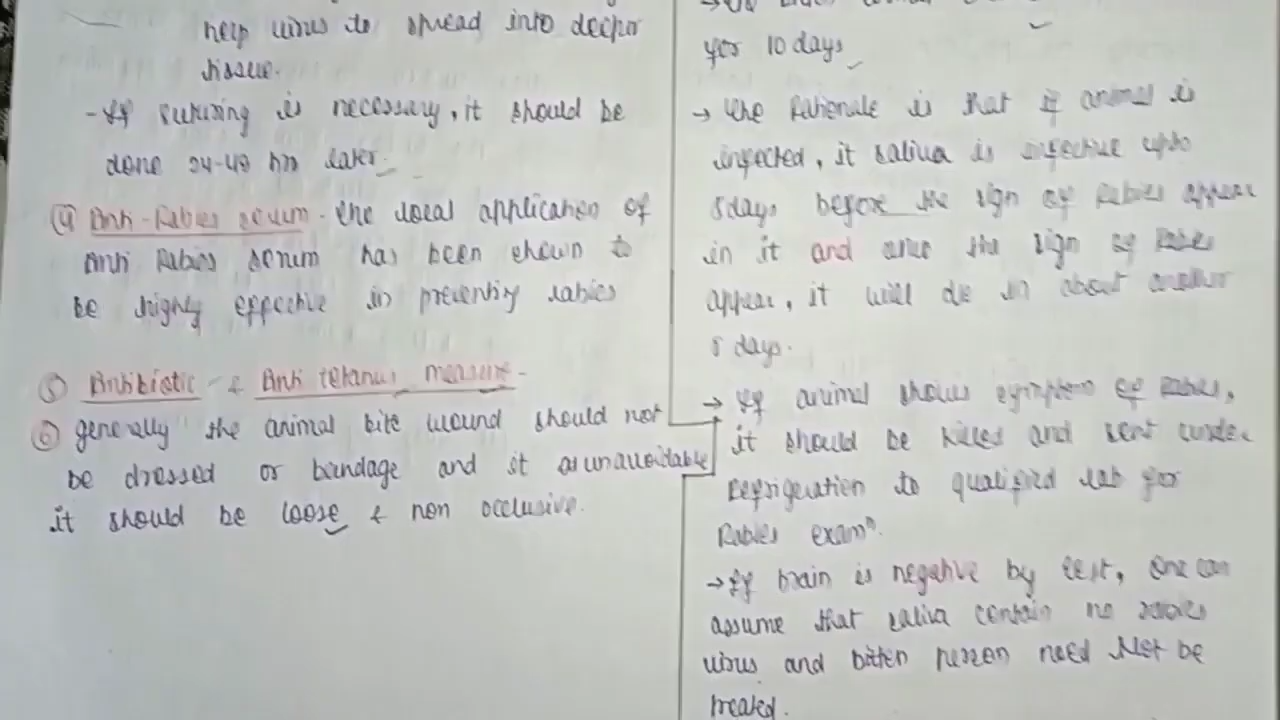 help virus to spread into deeper
tissue.
- If suturing is necessary, it should be
done 24-48 hrs later.
④ Anti-Rabies serum - the local application of
Anti Rabies serum has been shown to
be highly effective in preventing rabies
⑤ Antibiotic & Anti tetanus measure -
⑥ generally the animal bite wound should not
be dressed or bandage and it is unavoidable
it should be loose & non occlusive.
for 10 days
→ the Rationale is that if animal is
infected, it saliva is infective upto
5days before the sign of Rabies appear
in it and once the sign of Rabies
appear, it will die in about another
5 days.
→ If animal shows symptom of Rabies,
it should be killed and sent under
Refrigeration to qualified lab for
Rabies examⁿ.
→ If brain is negative by test, one can
assume that saliva contain no rabies
virus and bitten person need Not be
treated.